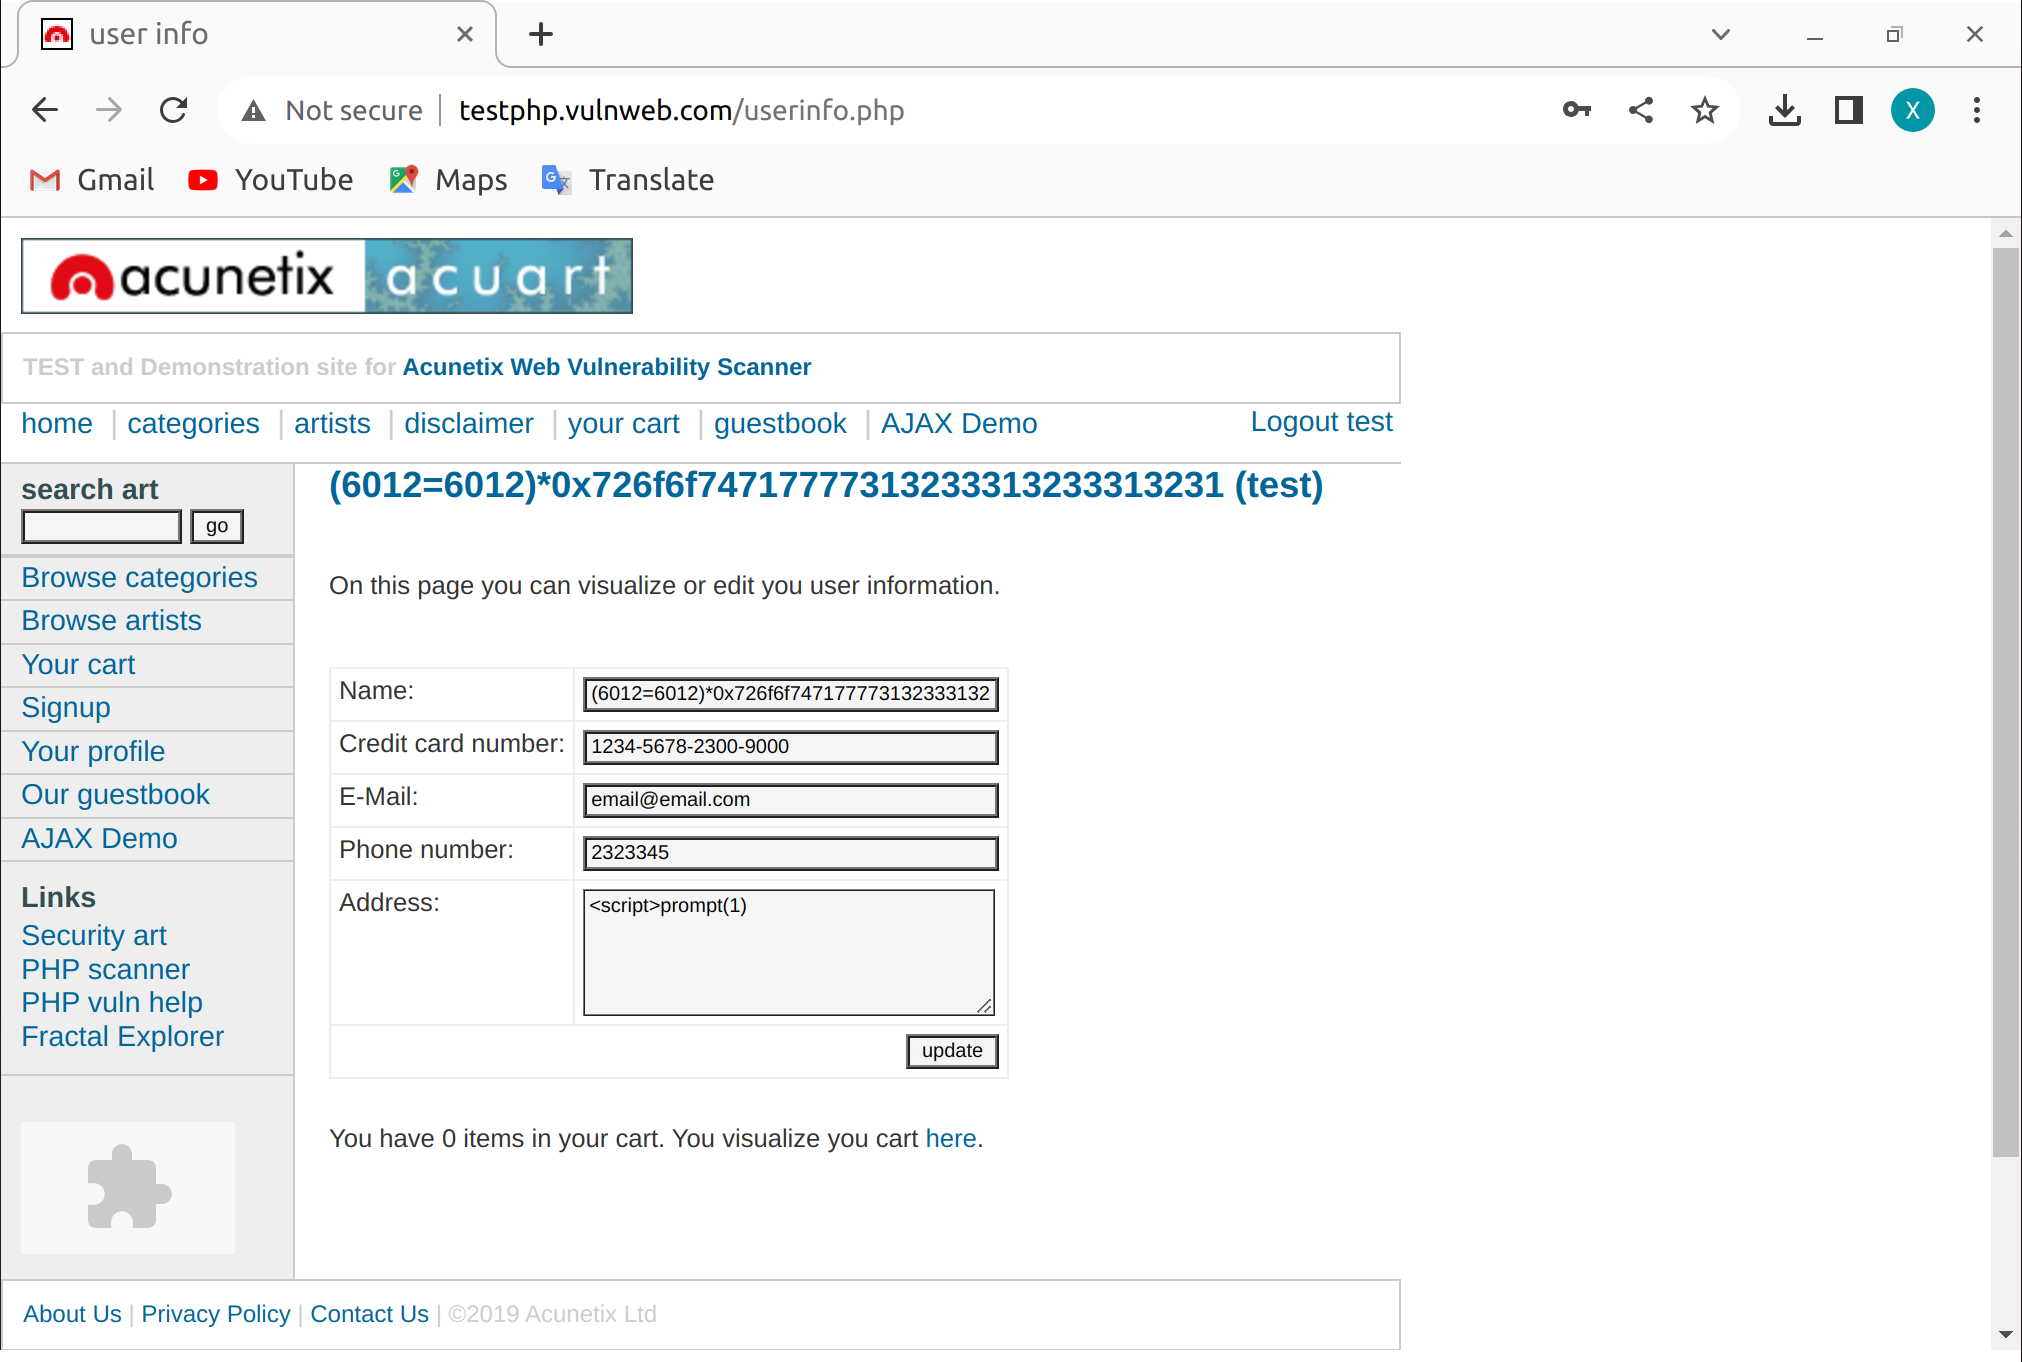 user info
Not secure testphp.vulnweb.com/userinfo.php
X
Gmail YouTube Maps Translate
acunetix acuart
TEST and Demonstration site for Acunetix Web Vulnerability Scanner
home | categories | artists | disclaimer | your cart | guestbook | AJAX Demo Logout test
search art
go
Browse categories
Browse artists
Your cart
Signup
Your profile
Our guestbook
AJAX Demo
Links
Security art
PHP scanner
PHP vuln help
Fractal Explorer
(6012=6012)*0x726f6f747177773132333132333132​31 (test)
On this page you can visualize or edit you user information.
Name: (6012=6012)*0x726f6f747177773132333132
Credit card number: 1234-5678-2300-9000
E-Mail: email@email.com
Phone number: 2323345
Address: <script>prompt(1)
update
You have 0 items in your cart. You visualize you cart here.
About Us | Privacy Policy | Contact Us | ©2019 Acunetix Ltd